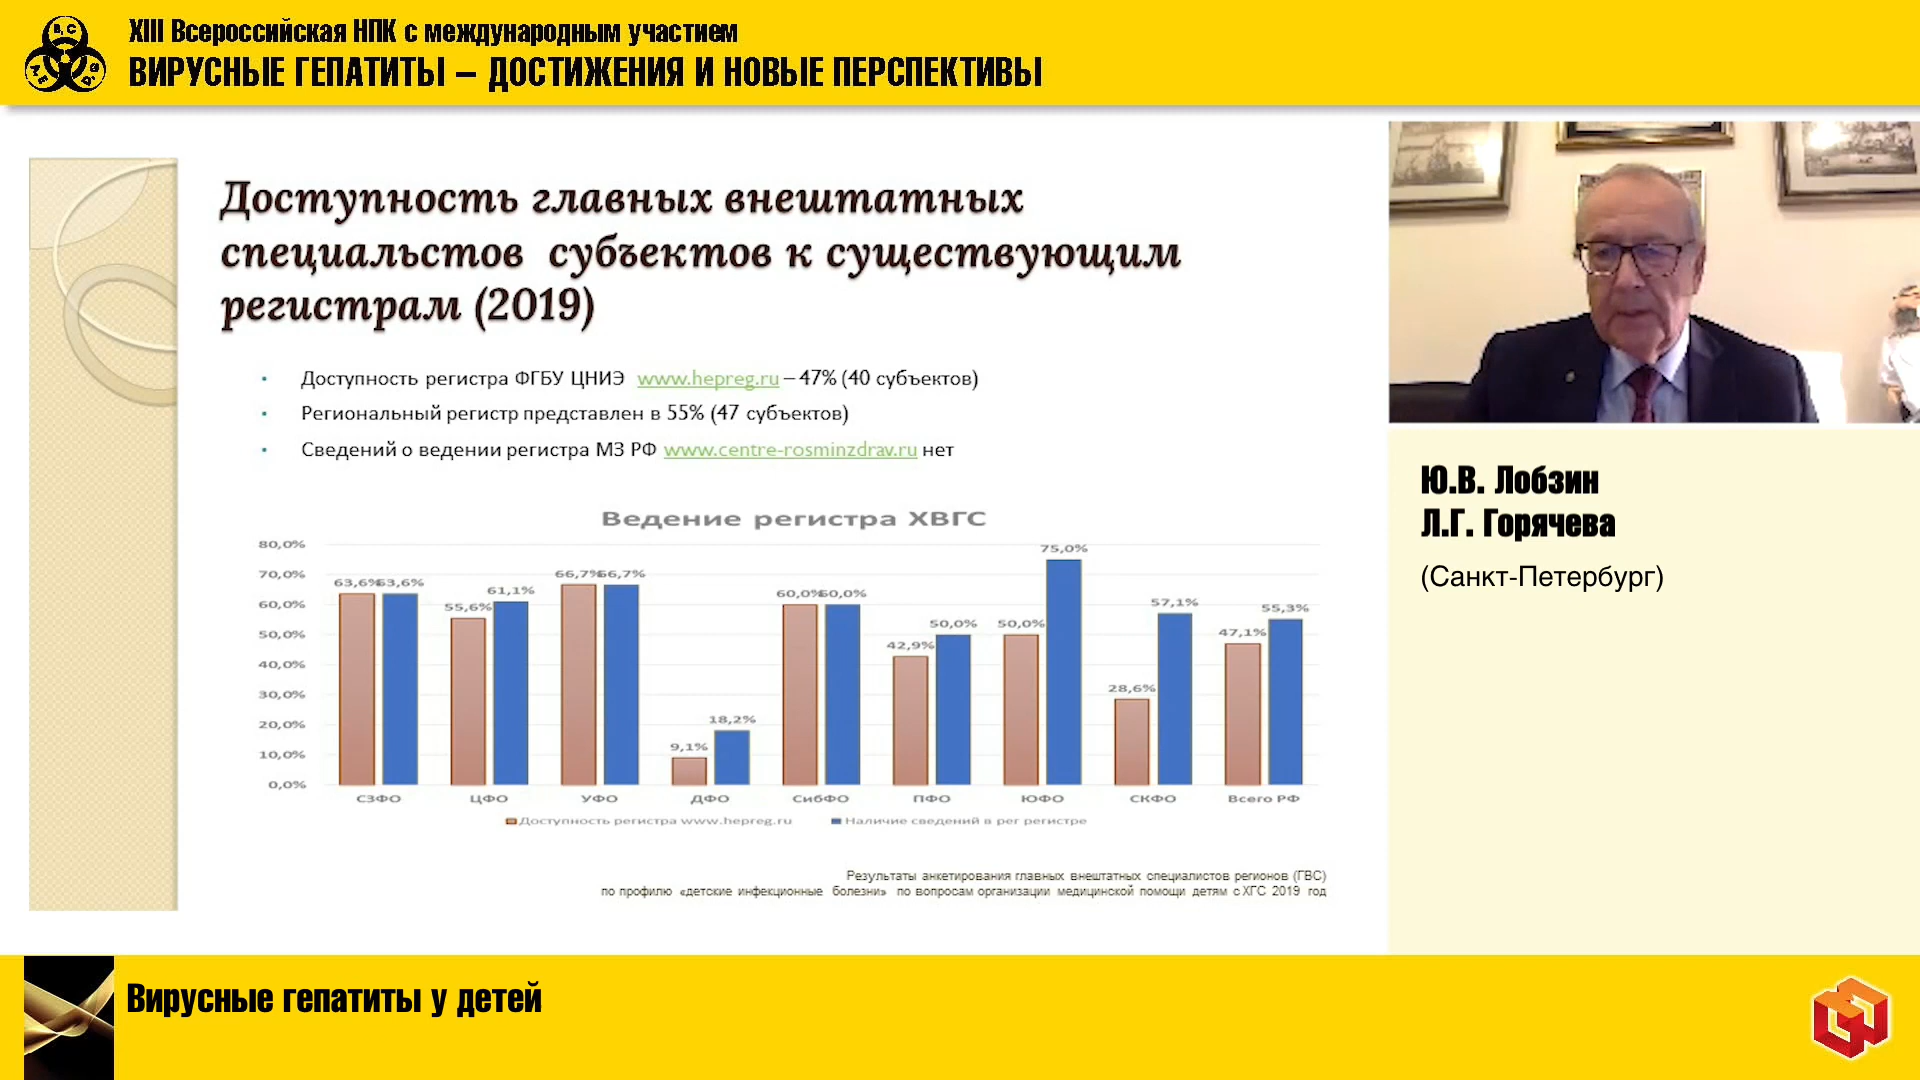 XIII Всероссийская НПК с международным участием
ВИРУСНЫЕ ГЕПАТИТЫ – ДОСТИЖЕНИЯ И НОВЫЕ ПЕРСПЕКТИВЫ
Доступность главных внештатных
специальстов субъектов к существующим
регистрам (2019)
• Доступность регистра ФГБУ ЦНИЭ www.hepreg.ru – 47% (40 субъектов)
• Региональный регистр представлен в 55% (47 субъектов)
• Сведений о ведении регистра МЗ РФ www.centre-rosminzdrav.ru нет
Ведение регистра ХВГС
80,0%
70,0%
60,0%
50,0%
40,0%
30,0%
20,0%
10,0%
0,0%
63,6% 63,6%
55,6% 61,1%
66,7% 66,7%
9,1% 18,2%
60,0% 60,0%
42,9% 50,0%
50,0% 75,0%
28,6% 57,1%
47,1% 55,3%
СЗФО ЦФО УФО ДФО СибФО ПФО ЮФО СКФО Всего РФ
Доступность регистра www.hepreg.ru Наличие сведений в рег регистре
Результаты анкетирования главных внештатных специалистов регионов (ГВС)
по профилю «детские инфекционные болезни» по вопросам организации медицинской помощи детям с ХГС 2019 год
Ю.В. Лобзин
Л.Г. Горячева
(Санкт-Петербург)
Вирусные гепатиты у детей